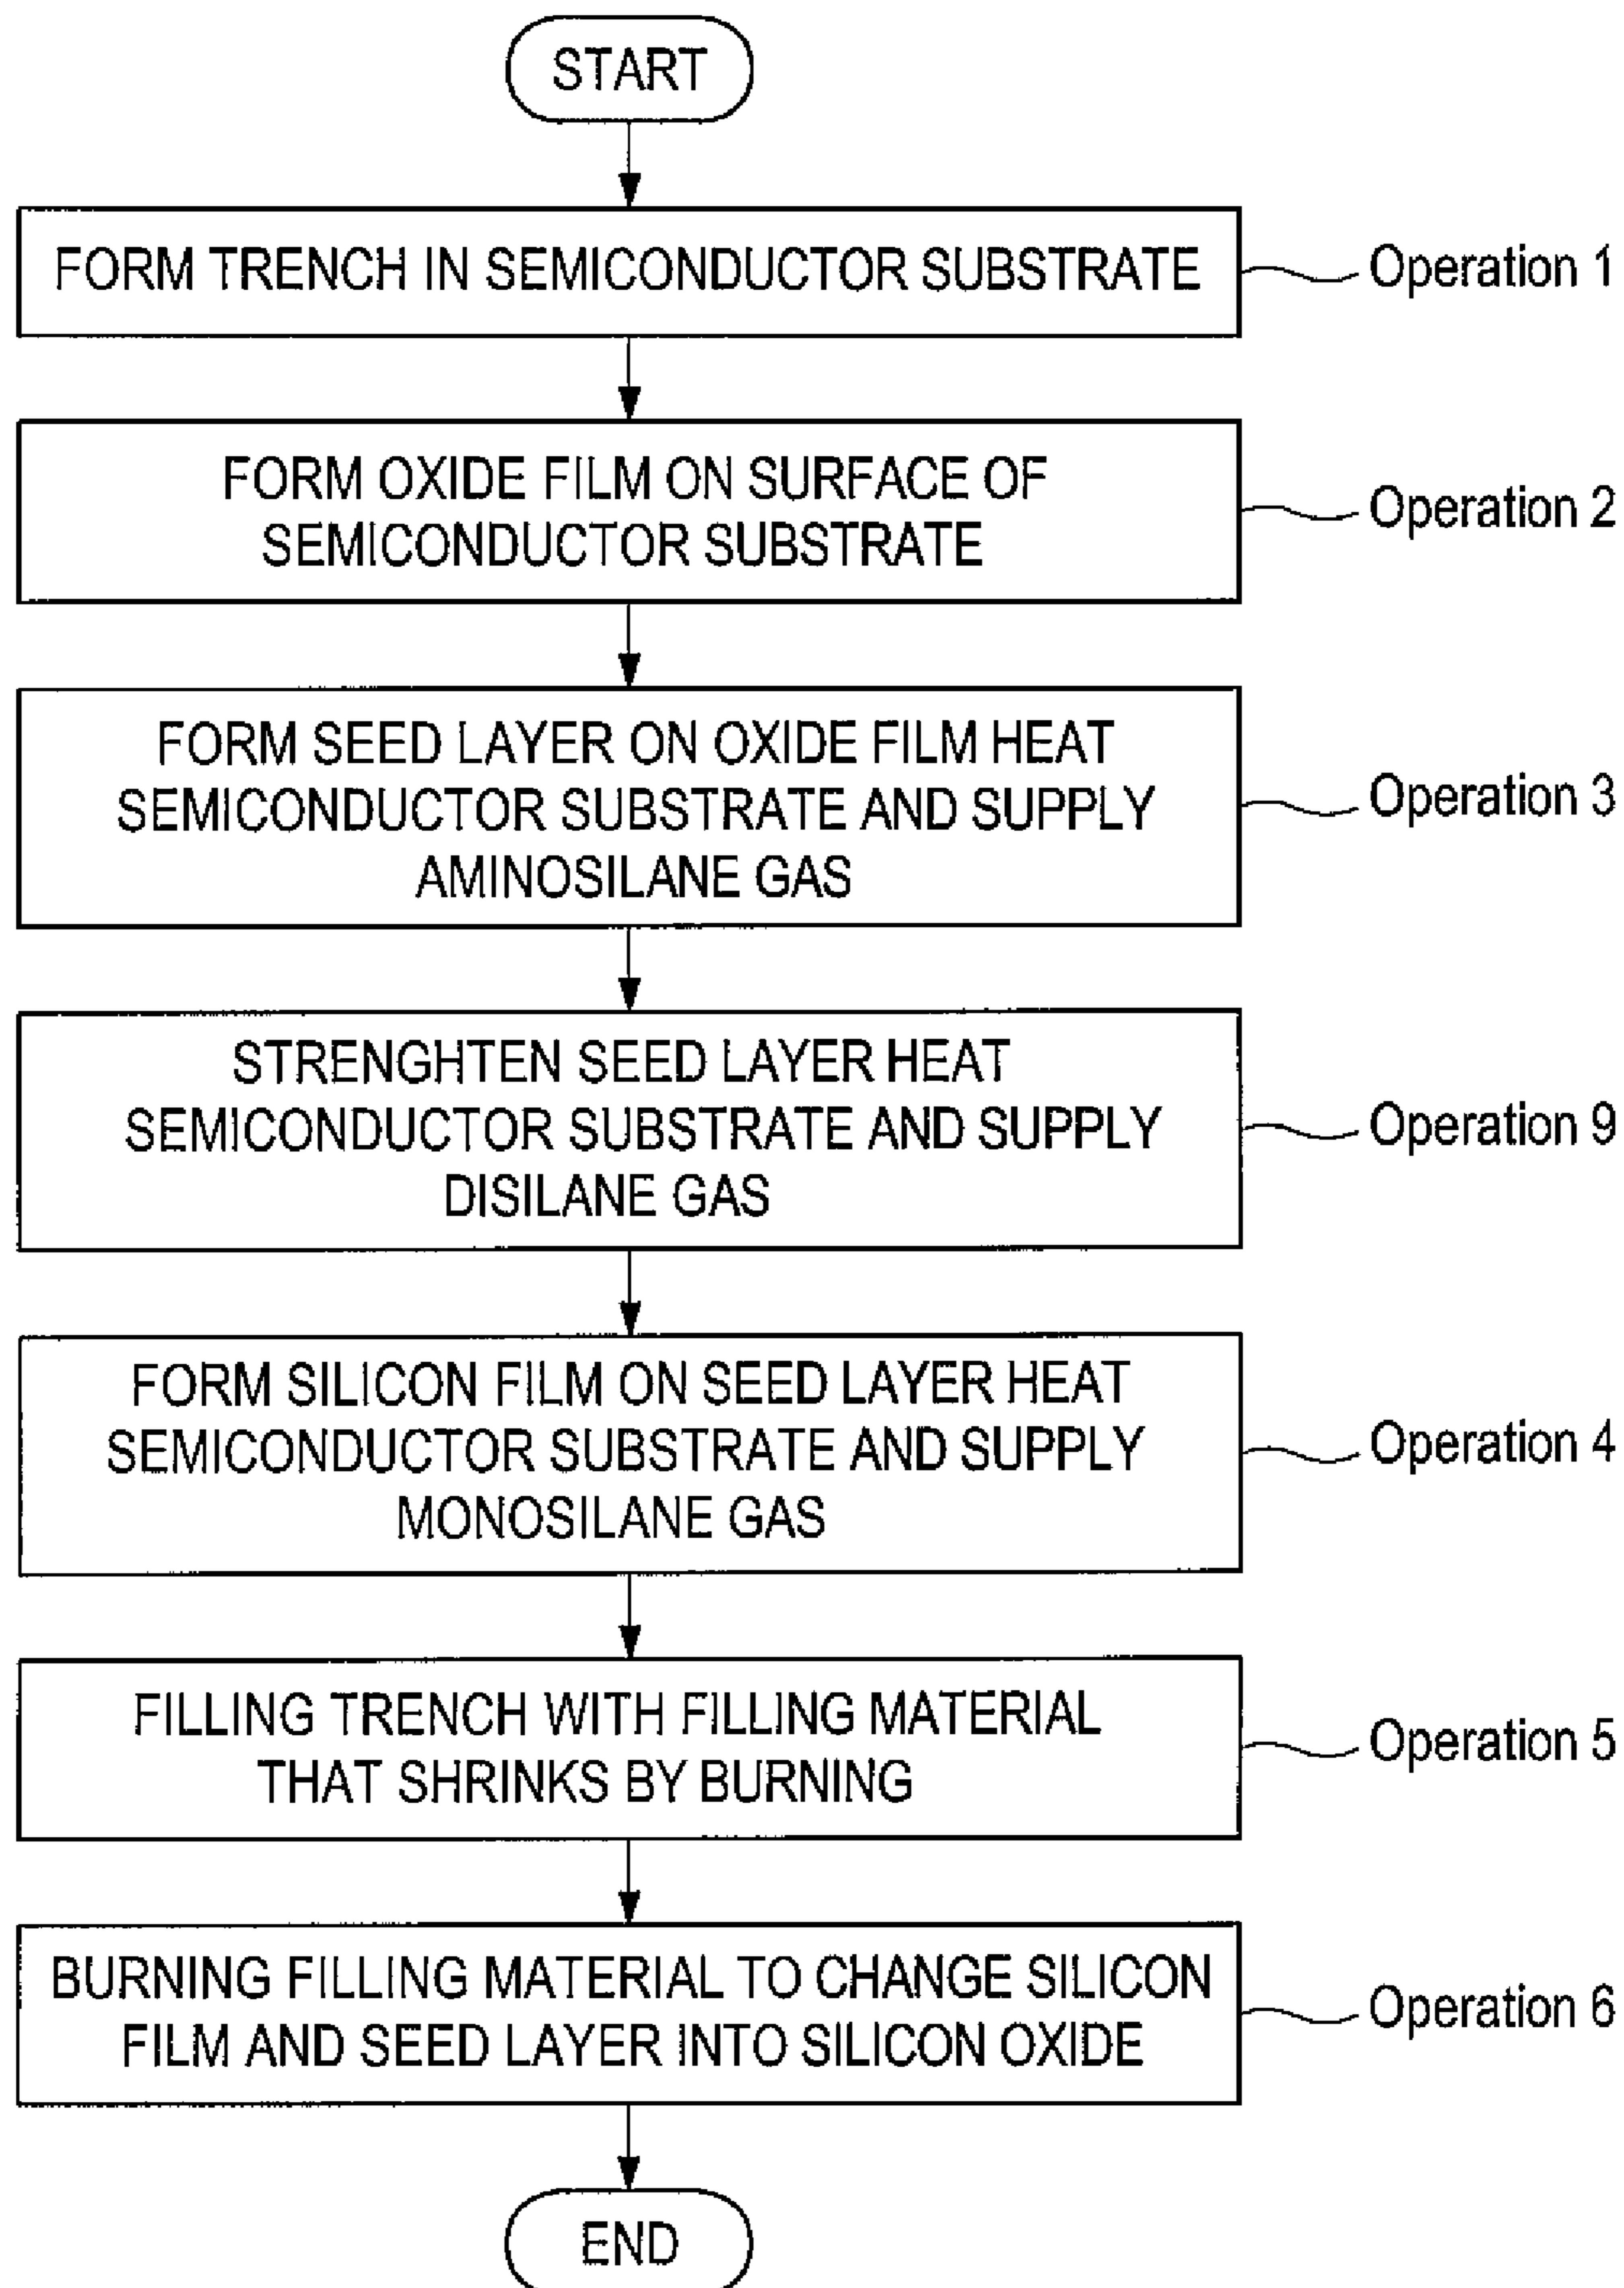 START
FORM TRENCH IN SEMICONDUCTOR SUBSTRATE
Operation 1
FORM OXIDE FILM ON SURFACE OF
SEMICONDUCTOR SUBSTRATE
Operation 2
FORM SEED LAYER ON OXIDE FILM HEAT
SEMICONDUCTOR SUBSTRATE AND SUPPLY
AMINOSILANE GAS
Operation 3
STRENGHTEN SEED LAYER HEAT
SEMICONDUCTOR SUBSTRATE AND SUPPLY
DISILANE GAS
Operation 9
FORM SILICON FILM ON SEED LAYER HEAT
SEMICONDUCTOR SUBSTRATE AND SUPPLY
MONOSILANE GAS
Operation 4
FILLING TRENCH WITH FILLING MATERIAL
THAT SHRINKS BY BURNING
Operation 5
BURNING FILLING MATERIAL TO CHANGE SILICON
FILM AND SEED LAYER INTO SILICON OXIDE
Operation 6
END